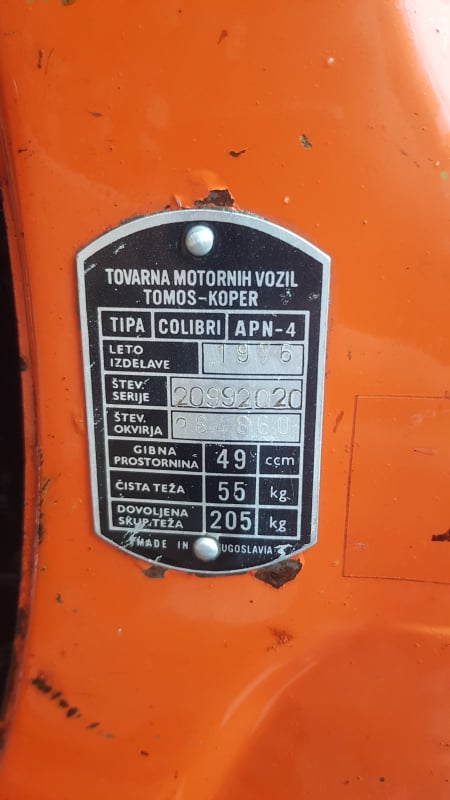 TOVARNA MOTORNIH VOZIL
TOMOS-KOPER
TIPA COLIBRI APN-4
LETO IZDELAVE 1976
ŠTEV. SERIJE 20992020
ŠTEV. OKVIRJA
GIBNA PROSTORNINA 49 ccm
ČISTA TEŽA 55 kg
DOVOLJENA SKUP. TEŽA 205 kg
MADE IN UGOSLAVIA